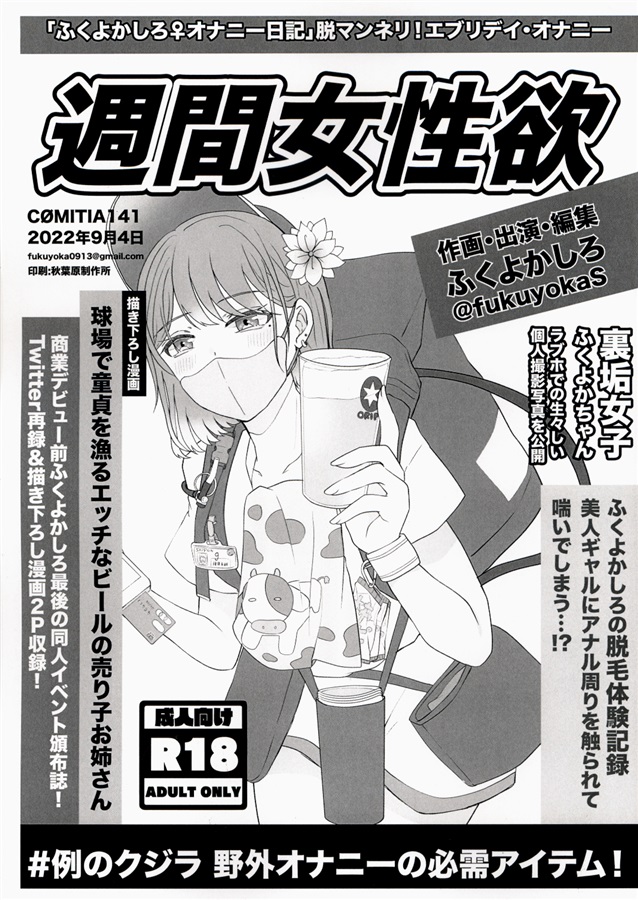 「ふくよかしろ♀オナニー日記」脱マンネリ！エブリデイ・オナニー
週間女性欲
CØMITIA141
2022年9月4日
fukuyoka0913@gmail.com
印刷:秋葉原制作所
作画・出演・編集
ふくよかしろ
@fukuyokaS
裏垢女子
ふくよかちゃん
ラブホでの生々しい
個人撮影写真を公開
ふくよかしろの脱毛体験記録
美人ギャルにアナル周りを触られて
喘いでしまう…!?
描き下ろし漫画
球場で童貞を漁るエッチなビールの売り子お姉さん
商業デビュー前ふくよかしろ最後の同人イベント頒布誌！
Twitter再録&描き下ろし漫画2P収録！
成人向け
R18
ADULT ONLY
#例のクジラ 野外オナニーの必需アイテム！